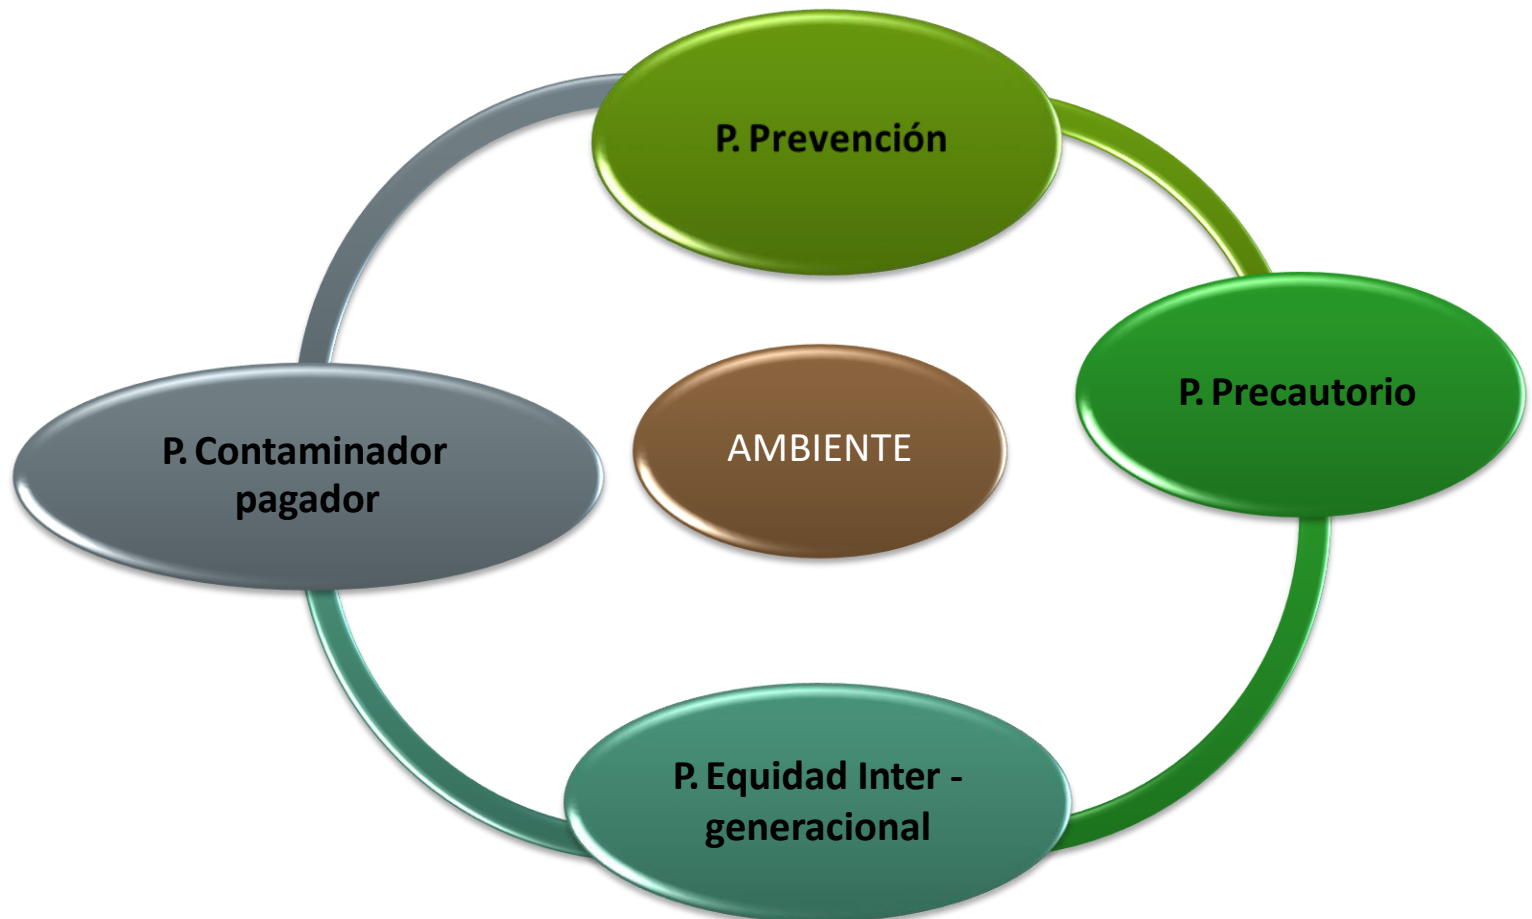 P. Prevención
P. Precautorio
AMBIENTE
P. Contaminador
pagador
P. Equidad Inter -
generacional